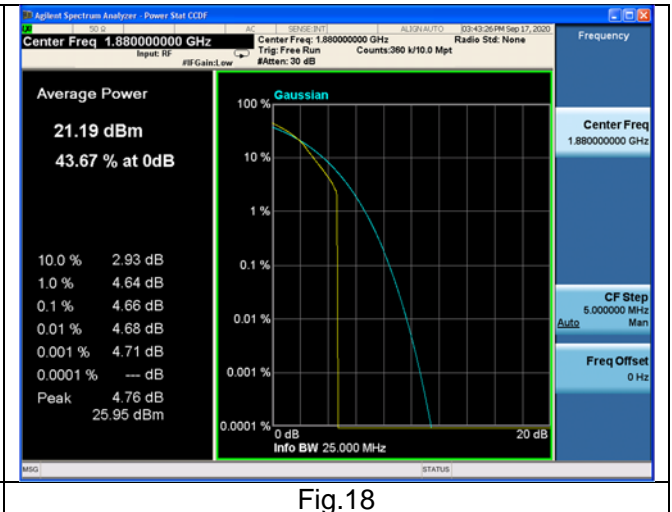 Agilent Spectrum Analyzer - Power Stat CCDF
50 Ω AC SENSE:INT ALIGN AUTO 03:43:26 PM Sep 17, 2020
Center Freq 1.880000000 GHz
Input: RF
#IFGain:Low
Center Freq: 1.880000000 GHz
Trig: Free Run Counts:360 k/10.0 Mpt
#Atten: 30 dB
Radio Std: None
Frequency
Average Power
21.19 dBm
43.67 % at 0dB
10.0 % 2.93 dB
1.0 % 4.64 dB
0.1 % 4.66 dB
0.01 % 4.68 dB
0.001 % 4.71 dB
0.0001 % --- dB
Peak 4.76 dB
25.95 dBm
Gaussian
100 %
10 %
1 %
0.1 %
0.01 %
0.001 %
0.0001 %
0 dB 20 dB
Info BW 25.000 MHz
Center Freq
1.880000000 GHz
CF Step
5.000000 MHz
Auto Man
Freq Offset
0 Hz
MSG STATUS
Fig.18